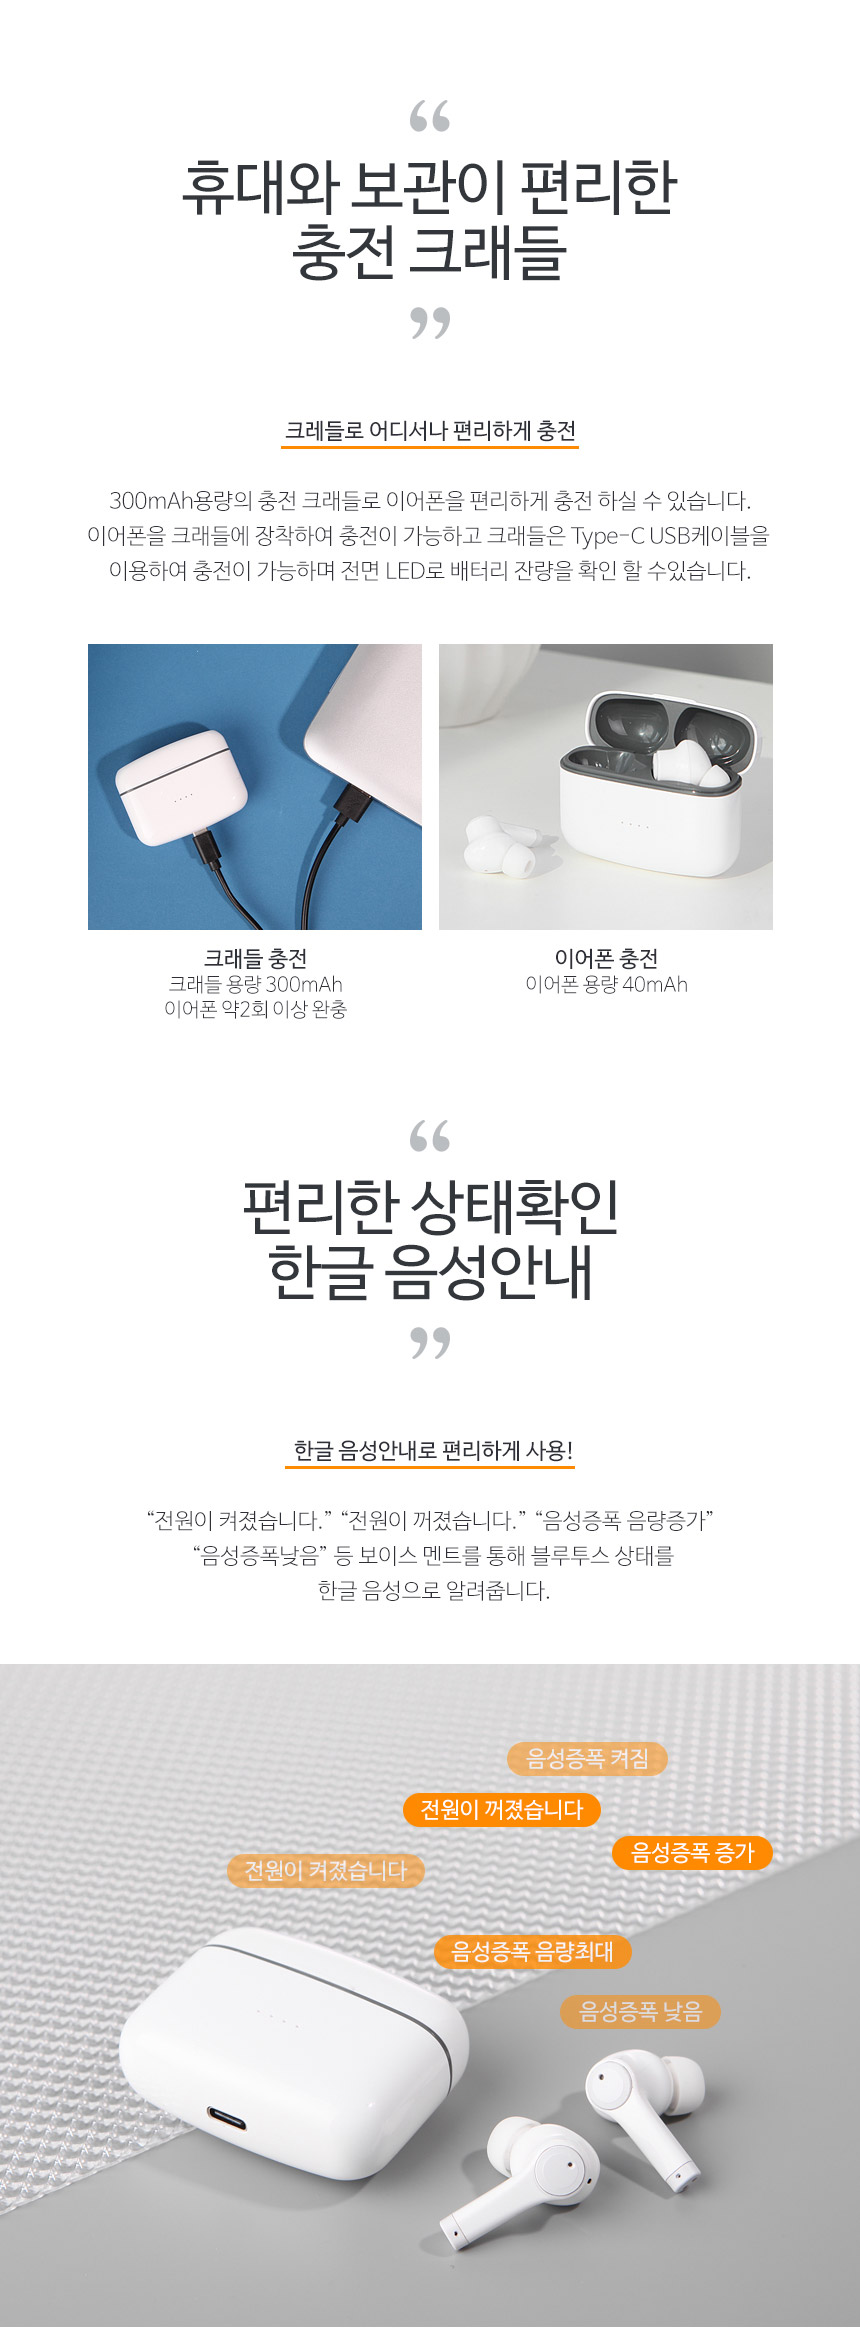 “
휴대와 보관이 편리한
충전 크래들
”
크레들로 어디서나 편리하게 충전
300mAh용량의 충전 크래들로 이어폰을 편리하게 충전 하실 수 있습니다.
이어폰을 크래들에 장착하여 충전이 가능하고 크래들은 Type-C USB케이블을
이용하여 충전이 가능하며 전면 LED로 배터리 잔량을 확인 할 수있습니다.
크래들 충전
크래들 용량 300mAh
이어폰 약2회 이상 완충
이어폰 충전
이어폰 용량 40mAh
“
편리한 상태확인
한글 음성안내
”
한글 음성안내로 편리하게 사용!
“전원이 켜졌습니다.” “전원이 꺼졌습니다.” “음성증폭 음량증가”
“음성증폭낮음” 등 보이스 멘트를 통해 블루투스 상태를
한글 음성으로 알려줍니다.
음성증폭 켜짐
전원이 꺼졌습니다
음성증폭 증가
전원이 켜졌습니다
음성증폭 음량최대
음성증폭 낮음